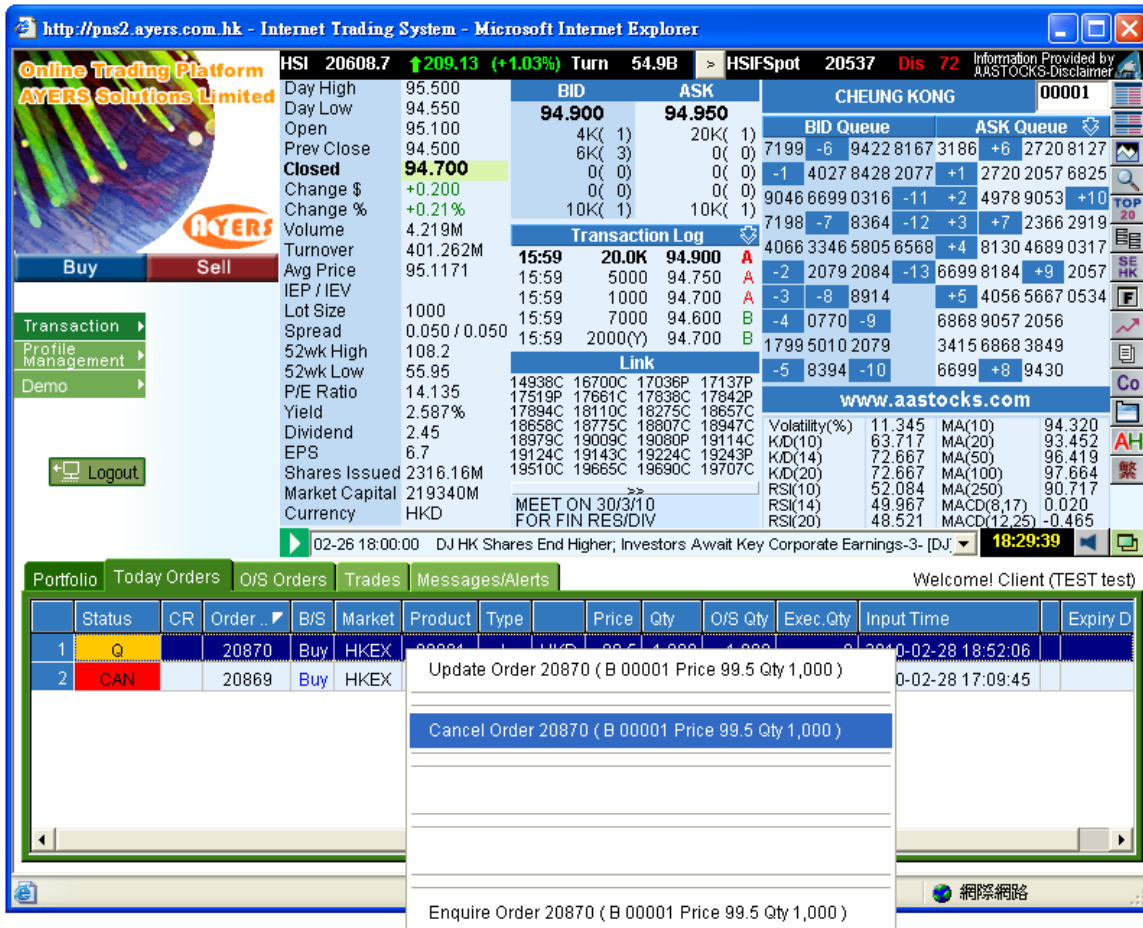 http://pns2.ayers.com.hk - Internet Trading System - Microsoft Internet Explorer
Online Trading Platform
AYERS Solutions Limited
AYERS
Buy Sell
Transaction
Profile Management
Demo
Logout
HSI 20608.7 209.13 (+1.03%) Turn 54.9B > HSIFSpot 20537 Dis 72 Information Provided by AASTOCKS-Disclaimer
Day High 95.500
Day Low 94.550
Open 95.100
Prev Close 94.500
Closed 94.700
Change $ +0.200
Change % +0.21%
Volume 4.219M
Turnover 401.262M
Avg Price 95.1171
IEP / IEV
Lot Size 1000
Spread 0.050 / 0.050
52wk High 108.2
52wk Low 55.95
P/E Ratio 14.135
Yield 2.587%
Dividend 2.45
EPS 6.7
Shares Issued 2316.16M
Market Capital 219340M
Currency HKD
BID ASK
94.900 94.950
4K( 1) 20K( 1)
6K( 3) 0( 0)
0( 0) 0( 0)
0( 0) 0( 0)
10K( 1) 10K( 1)
Transaction Log
15:59 20.0K 94.900 A
15:59 5000 94.750 A
15:59 1000 94.700 A
15:59 7000 94.600 B
15:59 2000(Y) 94.700 B
Link
14938C 16700C 17036P 17137P
17519P 17661C 17838C 17842P
17894C 18110C 18275C 18657C
18658C 18775C 18807C 18947C
18979C 19009C 19080P 19114C
19124C 19143C 19224C 19243P
19510C 19665C 19690C 19707C
>>
MEET ON 30/3/10
FOR FIN RES/DIV
CHEUNG KONG 00001
BID Queue ASK Queue
7199 -6 9422 8167 3186 +6 2720 8127
-1 4027 8428 2077 +1 2720 2057 6825
9046 6699 0316 -11 +2 4978 9053 +10
7198 -7 8364 -12 +3 +7 2366 2919
4066 3346 5805 6568 +4 8130 4689 0317
-2 2079 2084 -13 6699 8184 +9 2057
-3 -8 8914 +5 4056 5667 0534
-4 0770 -9 6868 9057 2056
1799 5010 2079 3415 6868 3849
-5 8394 -10 6699 +8 9430
www.aastocks.com
Volatility(%) 11.345 MA(10) 94.320
K/D(10) 63.717 MA(20) 93.452
K/D(14) 72.667 MA(50) 96.419
K/D(20) 72.667 MA(100) 97.664
RSI(10) 52.084 MA(250) 90.717
RSI(14) 49.967 MACD(8,17) 0.020
RSI(20) 48.521 MACD(12,25) -0.465
TOP 20
SE HK
F
Co
AH
繁
02-26 18:00:00 DJ HK Shares End Higher; Investors Await Key Corporate Earnings-3- [DJ 18:29:39
Portfolio Today Orders O/S Orders Trades Messages/Alerts Welcome! Client (TEST test)
Status CR Order .. B/S Market Product Type Price Qty O/S Qty Exec.Qty Input Time Expiry D
1 Q 20870 Buy HKEX
2 CAN 20869 Buy HKEX 0-02-28 17:09:45
Update Order 20870 ( B 00001 Price 99.5 Qty 1,000 )
Cancel Order 20870 ( B 00001 Price 99.5 Qty 1,000 )
Enquire Order 20870 ( B 00001 Price 99.5 Qty 1,000 )
網際網路